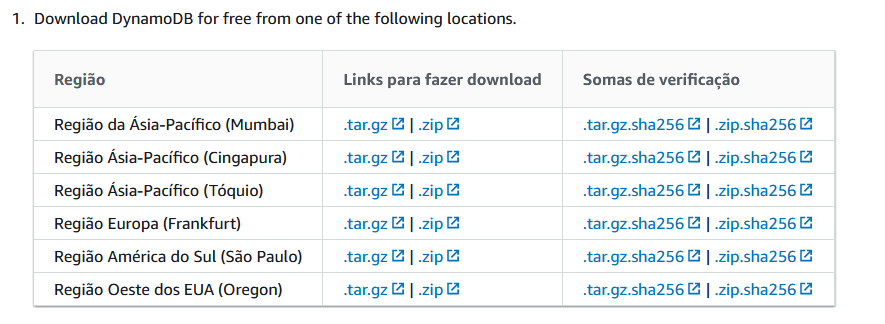 1. Download DynamoDB for free from one of the following locations.
Região Links para fazer download Somas de verificação
Região da Ásia-Pacífico (Mumbai) .tar.gz | .zip .tar.gz.sha256 | .zip.sha256
Região Ásia-Pacífico (Cingapura) .tar.gz | .zip .tar.gz.sha256 | .zip.sha256
Região Ásia-Pacífico (Tóquio) .tar.gz | .zip .tar.gz.sha256 | .zip.sha256
Região Europa (Frankfurt) .tar.gz | .zip .tar.gz.sha256 | .zip.sha256
Região América do Sul (São Paulo) .tar.gz | .zip .tar.gz.sha256 | .zip.sha256
Região Oeste dos EUA (Oregon) .tar.gz | .zip .tar.gz.sha256 | .zip.sha256